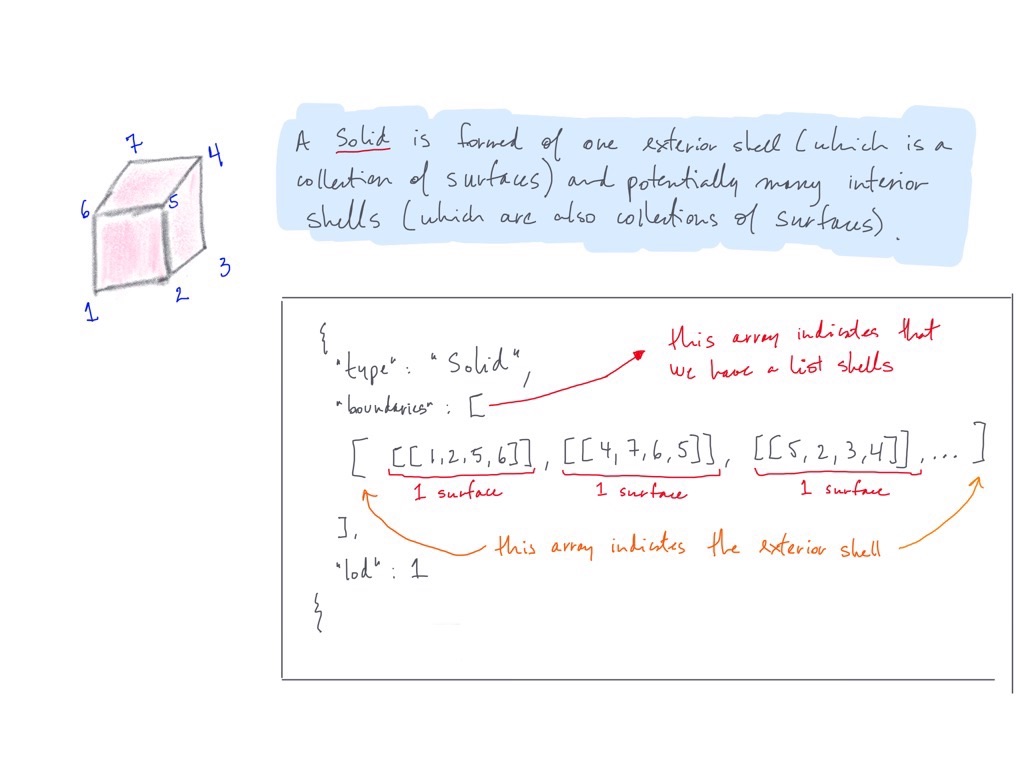 7
4
6
5
3
2
1
A Solid is formed of one exterior shell (which is a
collection of surfaces) and potentially many interior
shells (which are also collections of surfaces).
{
"type": "Solid",
"boundaries": [
this array indicates that
we have a list shells
[ [[1,2,5,6]], [[4,7,6,5]], [[5,2,3,4]], ... ]
1 surface 1 surface 1 surface
],
this array indicates the exterior shell
"lod": 1
{